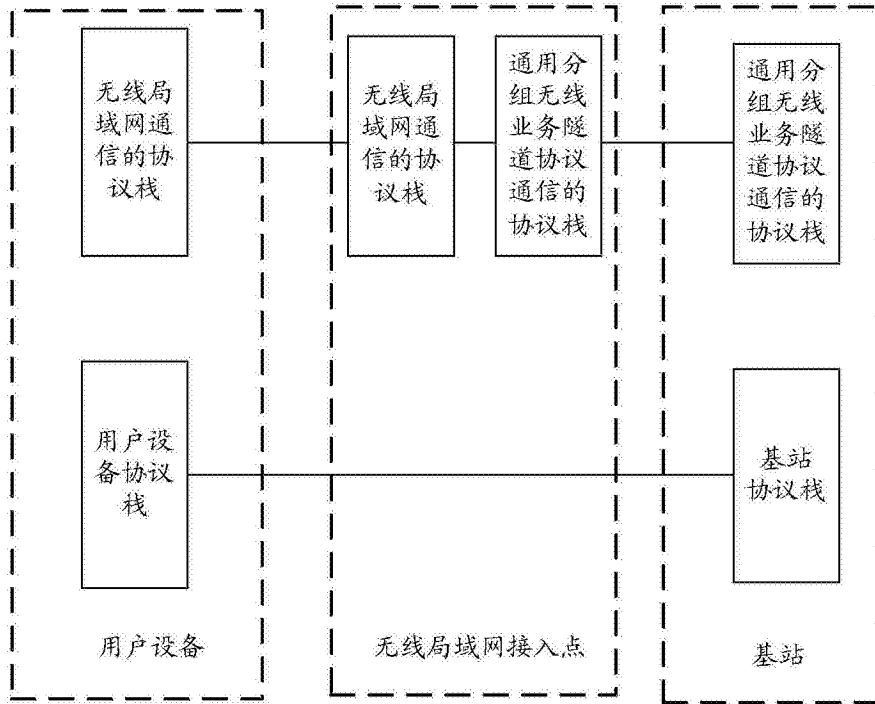 无线局
域网通
信的协
议栈
无线局
域网通
信的协
议栈
通用分
组无线
业务隧
道协议
通信的
协议栈
通用分
组无线
业务隧
道协议
通信的
协议栈
用户设
备协议
栈
基站
协议栈
用户设备
无线局域网接入点
基站